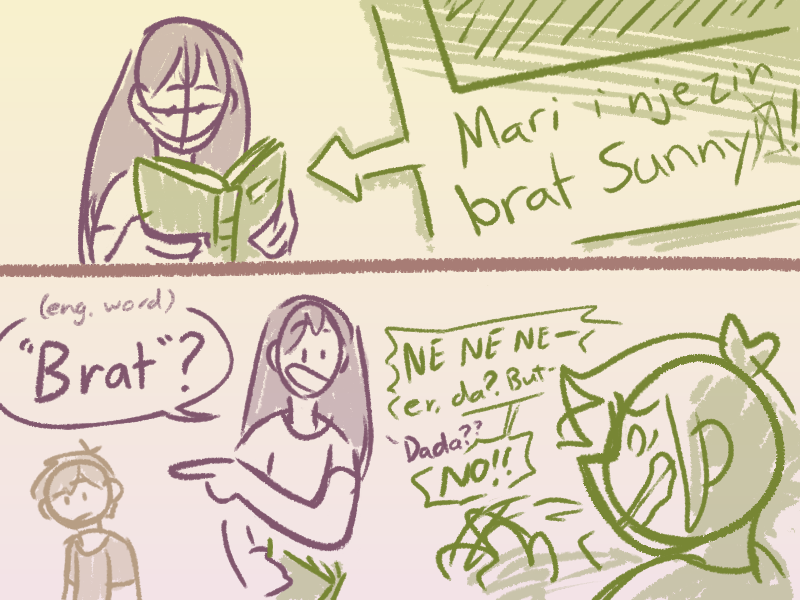 Mari i njezin
brat Sunny!
(eng. word)
"Brat"?
NE NE NE—
er, da? But-
Dada??
NO!!